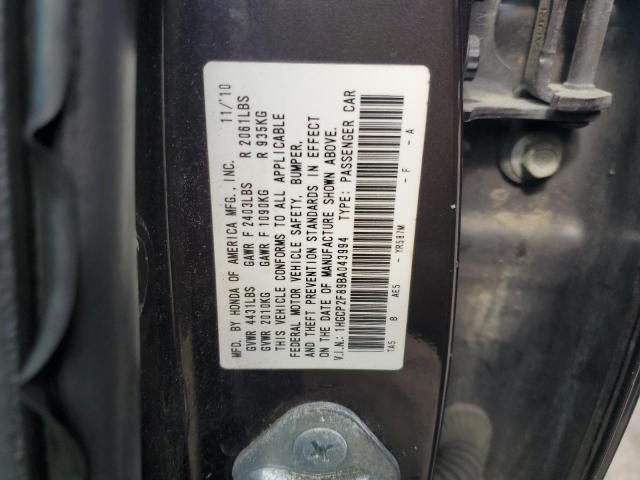 MFD. BY HONDA OF AMERICA MFG., INC. 11/'10
GVWR 4431LBS GAWR F 2403LBS R 2061LBS
GVWR 2010KG GAWR F 1090KG R 935KG
THIS VEHICLE CONFORMS TO ALL APPLICABLE
FEDERAL MOTOR VEHICLE SAFETY, BUMPER,
AND THEFT PREVENTION STANDARDS IN EFFECT
ON THE DATE OF MANUFACTURE SHOWN ABOVE.
V.I.N.: 1HGCP2F89BA043994 TYPE: PASSENGER CAR
TA5 B AE5 - YR587M - F - A